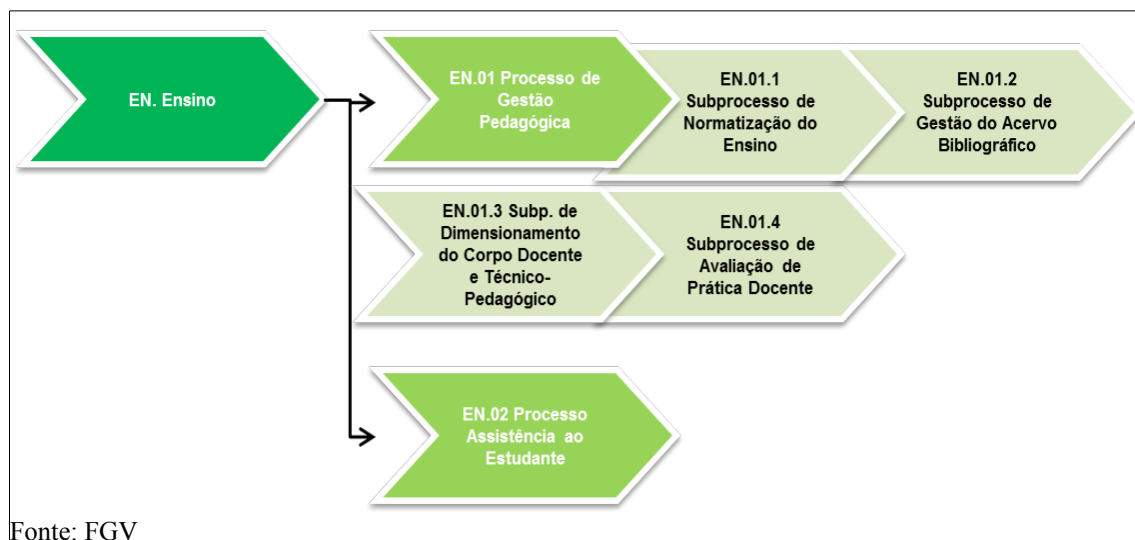 EN. Ensino
EN.01 Processo de
Gestão
Pedagógica
EN.01.1
Subprocesso de
Normatização do
Ensino
EN.01.2
Subprocesso de
Gestão do Acervo
Bibliográfico
EN.01.3 Subp. de
Dimensionamento
do Corpo Docente
e Técnico-
Pedagógico
EN.01.4
Subprocesso de
Avaliação de
Prática Docente
EN.02 Processo
Assistência ao
Estudante
Fonte: FGV